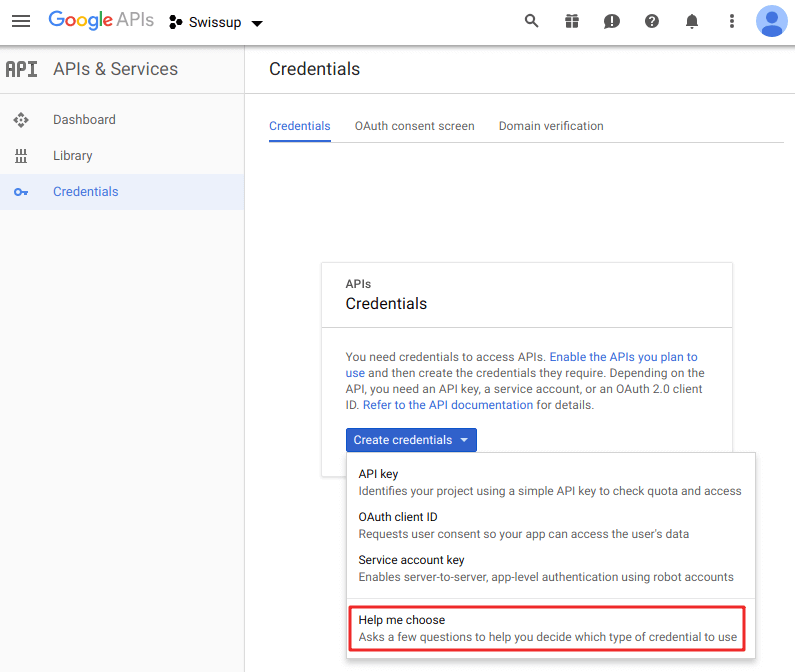 Google APIs
Swissup
API APIs & Services
Credentials
Dashboard
Library
Credentials
Credentials
OAuth consent screen
Domain verification
APIs
Credentials
You need credentials to access APIs. Enable the APIs you plan to
use and then create the credentials they require. Depending on the
API, you need an API key, a service account, or an OAuth 2.0 client
ID. Refer to the API documentation for details.
Create credentials
API key
Identifies your project using a simple API key to check quota and access
OAuth client ID
Requests user consent so your app can access the user's data
Service account key
Enables server-to-server, app-level authentication using robot accounts
Help me choose
Asks a few questions to help you decide which type of credential to use